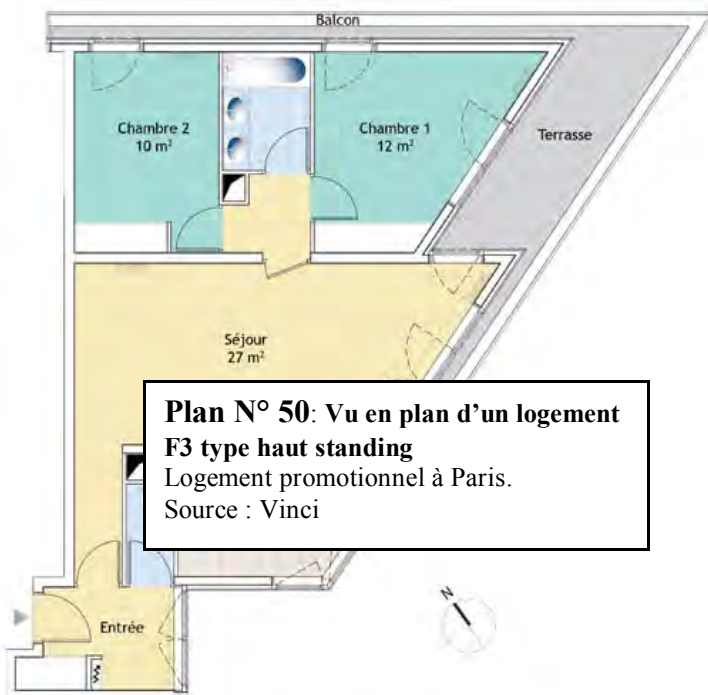 Balcon
Chambre 2
10 m²
Chambre 1
12 m²
Terrasse
Séjour
27 m²
Plan N° 50: Vu en plan d’un logement
F3 type haut standing
Logement promotionnel à Paris.
Source : Vinci
N
Entrée